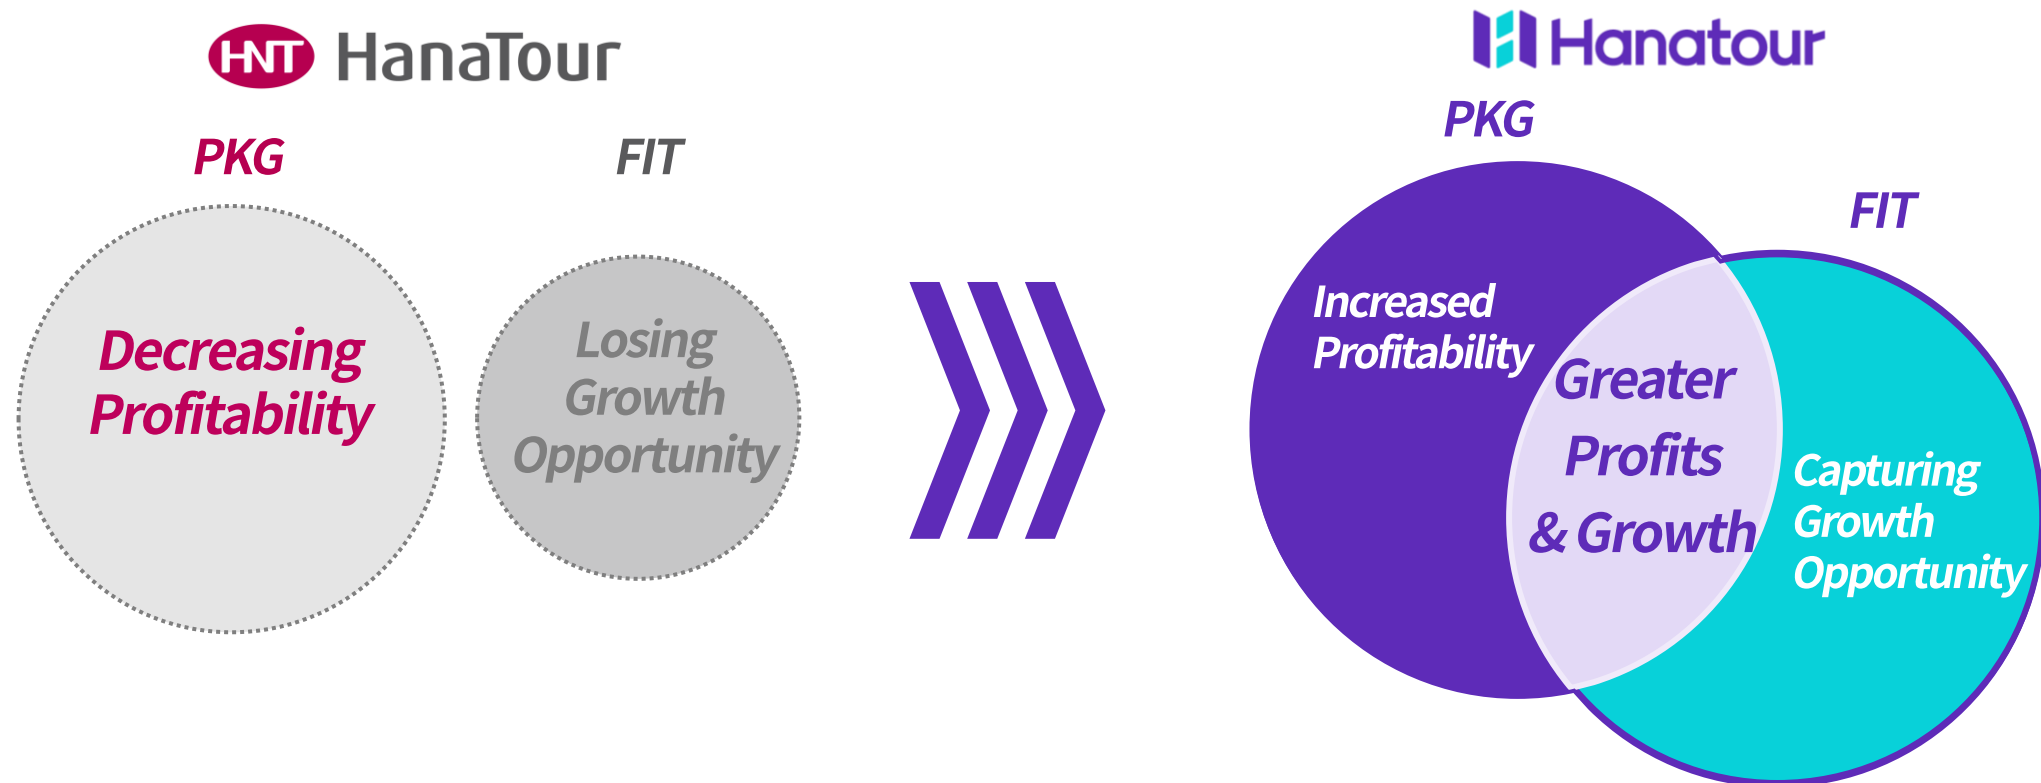 HNT HanaTour
PKG
FIT
Decreasing
Profitability
Losing
Growth
Opportunity
Hanatour
PKG
FIT
Increased
Profitability
Greater
Profits
& Growth
Capturing
Growth
Opportunity